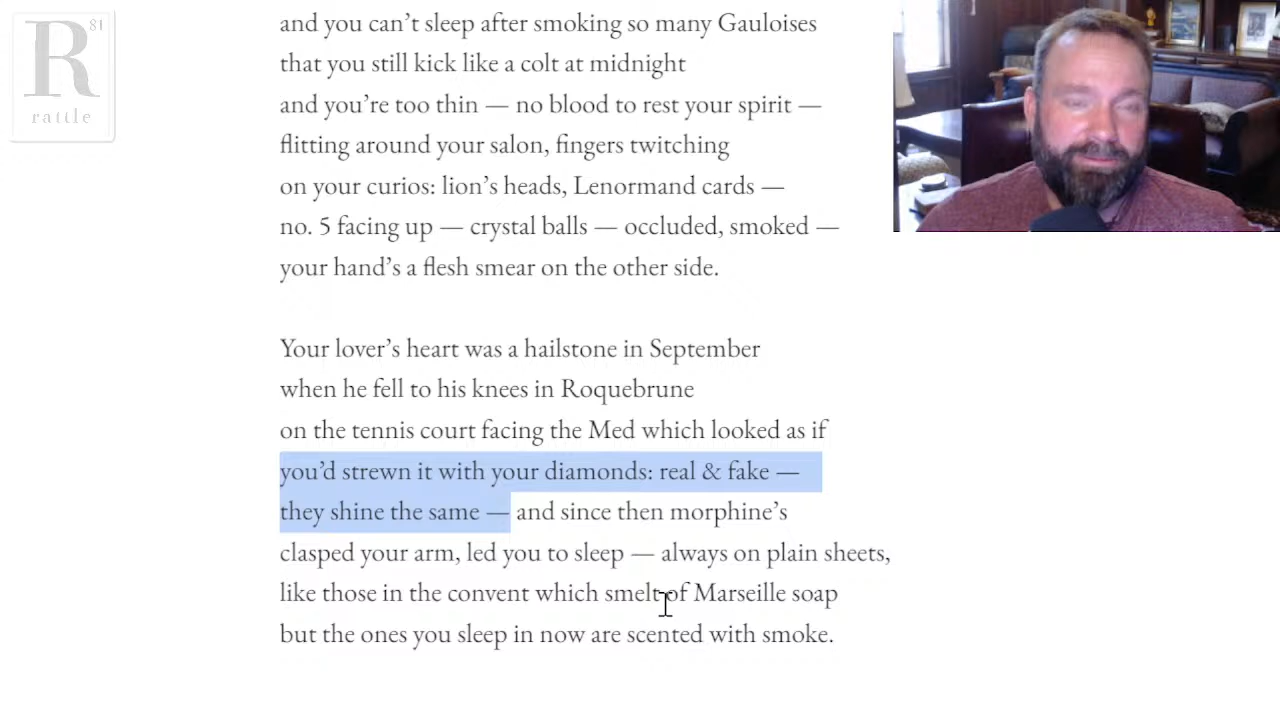 R
81
rattle
and you can’t sleep after smoking so many Gauloises
that you still kick like a colt at midnight
and you’re too thin — no blood to rest your spirit —
flitting around your salon, fingers twitching
on your curios: lion’s heads, Lenormand cards —
no. 5 facing up — crystal balls — occluded, smoked —
your hand’s a flesh smear on the other side.
Your lover’s heart was a hailstone in September
when he fell to his knees in Roquebrune
on the tennis court facing the Med which looked as if
you’d strewn it with your diamonds: real & fake —
they shine the same — and since then morphine’s
clasped your arm, led you to sleep — always on plain sheets,
like those in the convent which smelt of Marseille soap
but the ones you sleep in now are scented with smoke.